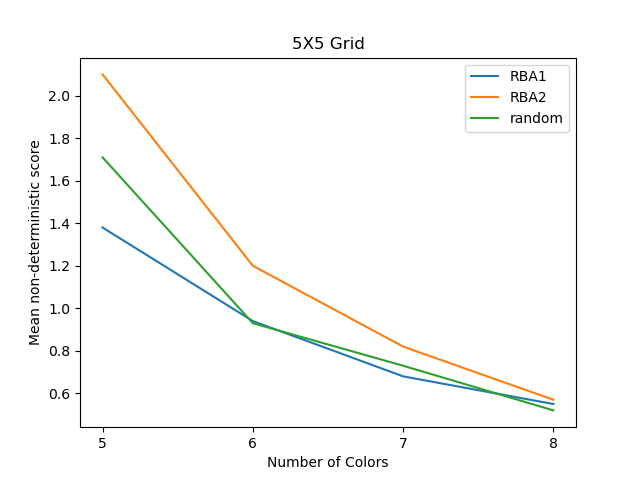 5X5 Grid
RBA1
RBA2
random
Mean non-deterministic score
2.0
1.8
1.6
1.4
1.2
1.0
0.8
0.6
5 6 7 8
Number of Colors